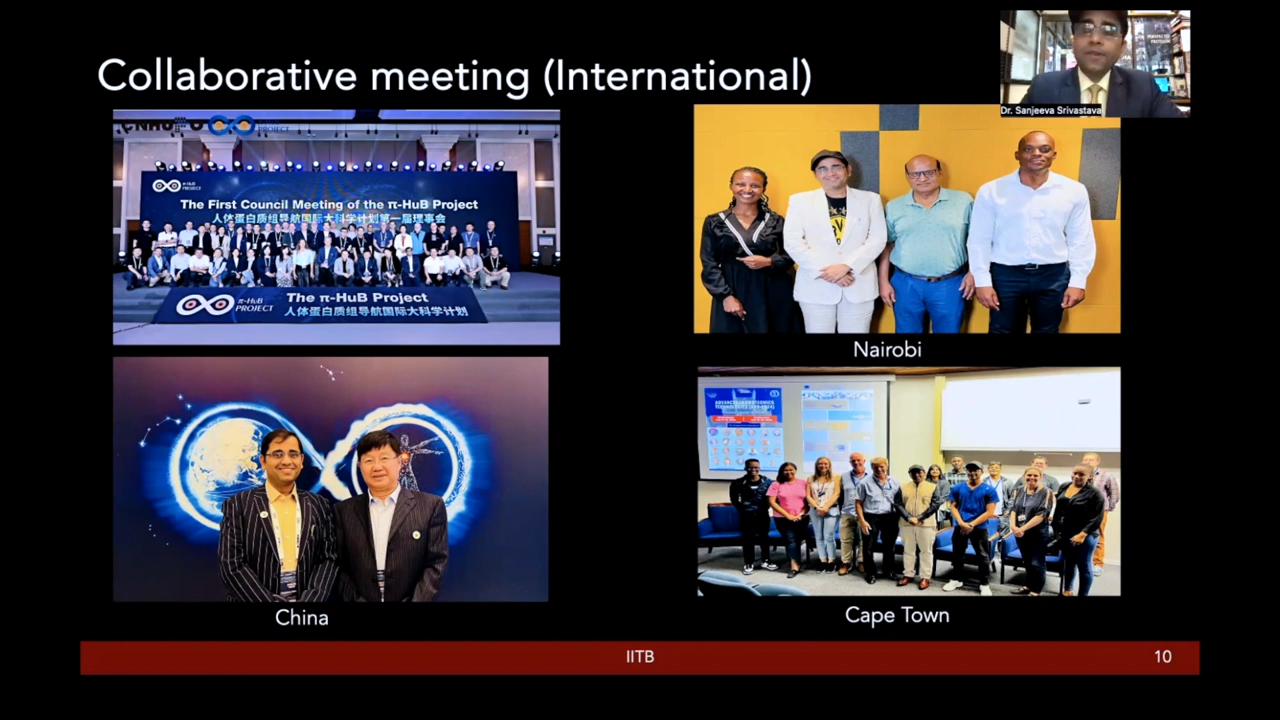 Collaborative meeting (International)
Dr. Sanjeeva Srivastava
π-HuB
PROJECT
The First Council Meeting of the π-HuB Project
人体蛋白质组导航国际大科学计划第一届理事会
π-HuB
PROJECT
The π-HuB Project
人体蛋白质组导航国际大科学计划
Nairobi
China
Cape Town
IITB
10